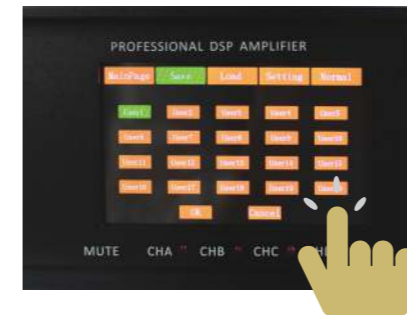 PROFESSIONAL DSP AMPLIFIER
MainPage Save Load Setting Normal
User1 User2 User3 User4 User5
User6 User7 User8 User9 User10
User11 User12 User13 User14 User15
User16 User17 User18 User19
OK Cancel
MUTE CHA CHB CHC